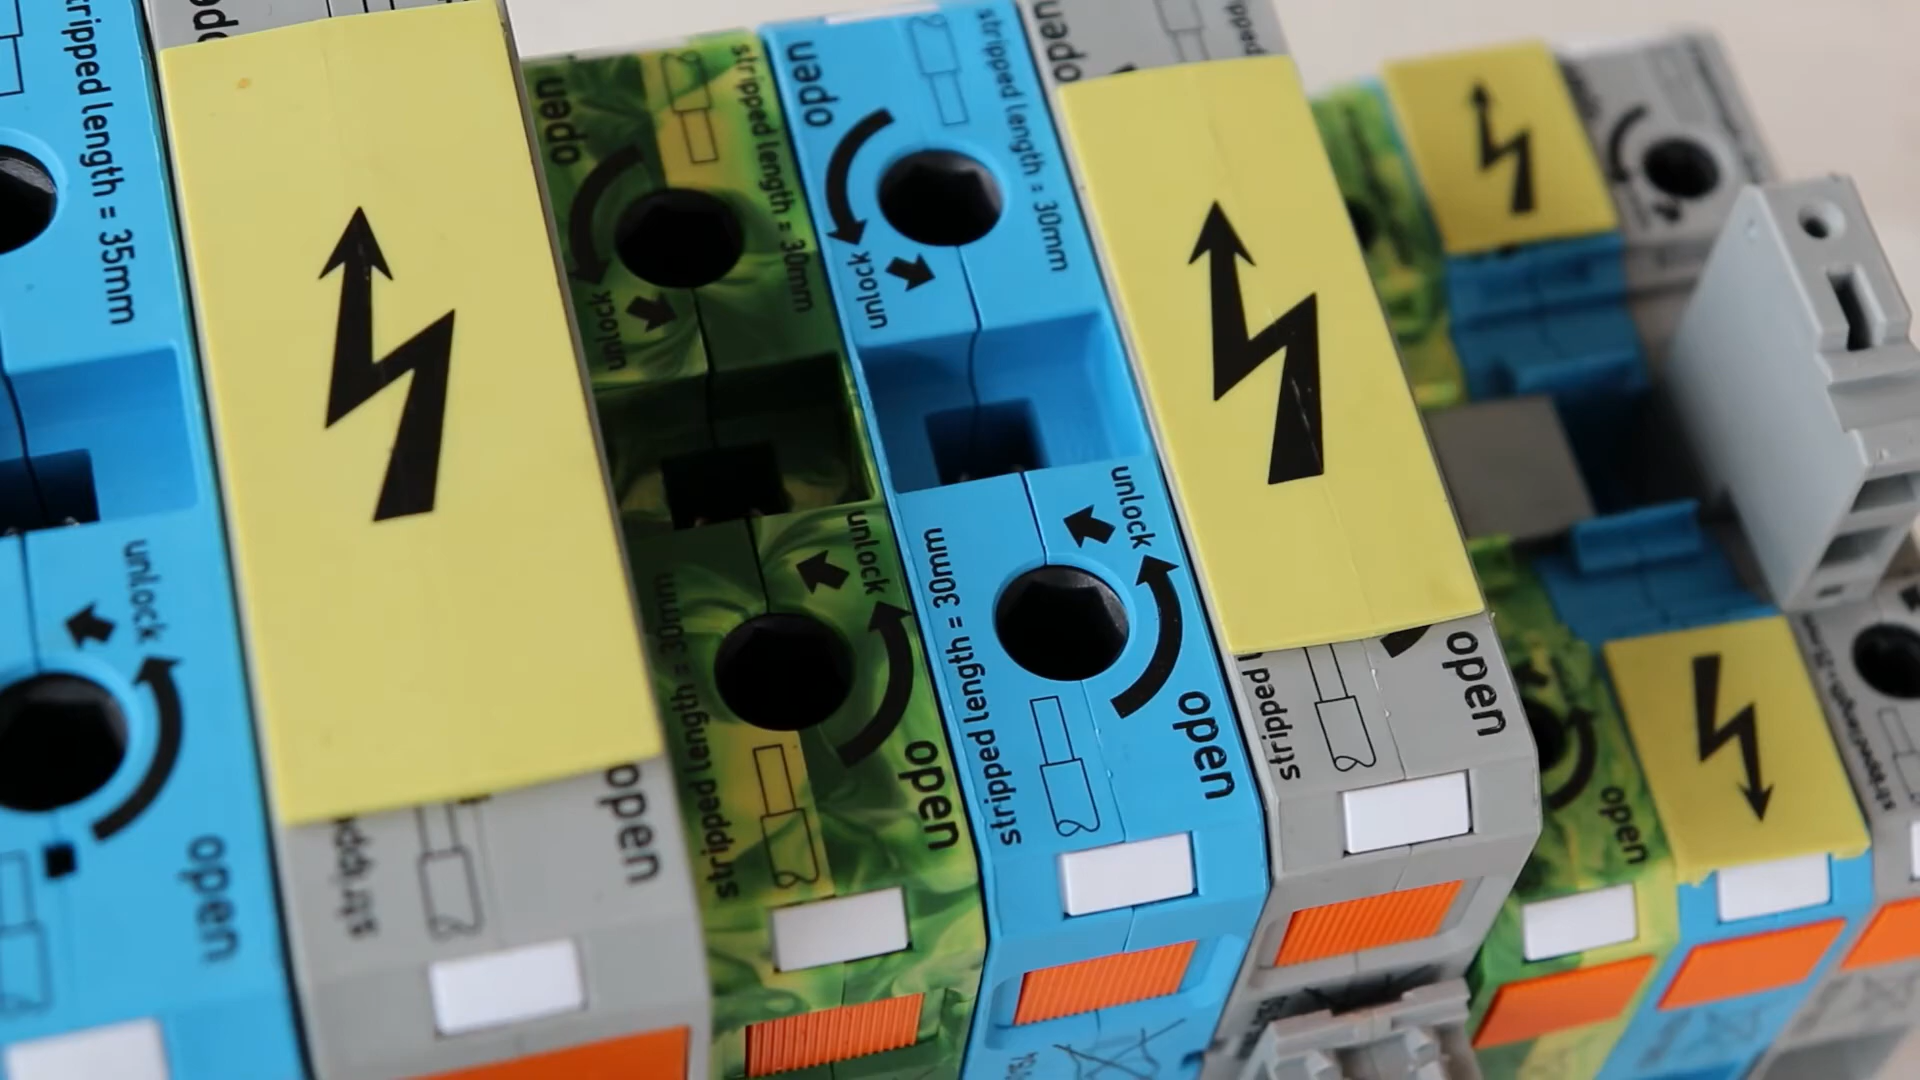 stripped length = 35mm
unlock
open
open
open
stripped length = 30mm
unlock
unlock
stripped length = 30mm
open
open
stripped length = 30mm
unlock
unlock
stripped length = 30mm
open
open
stripped
open
open